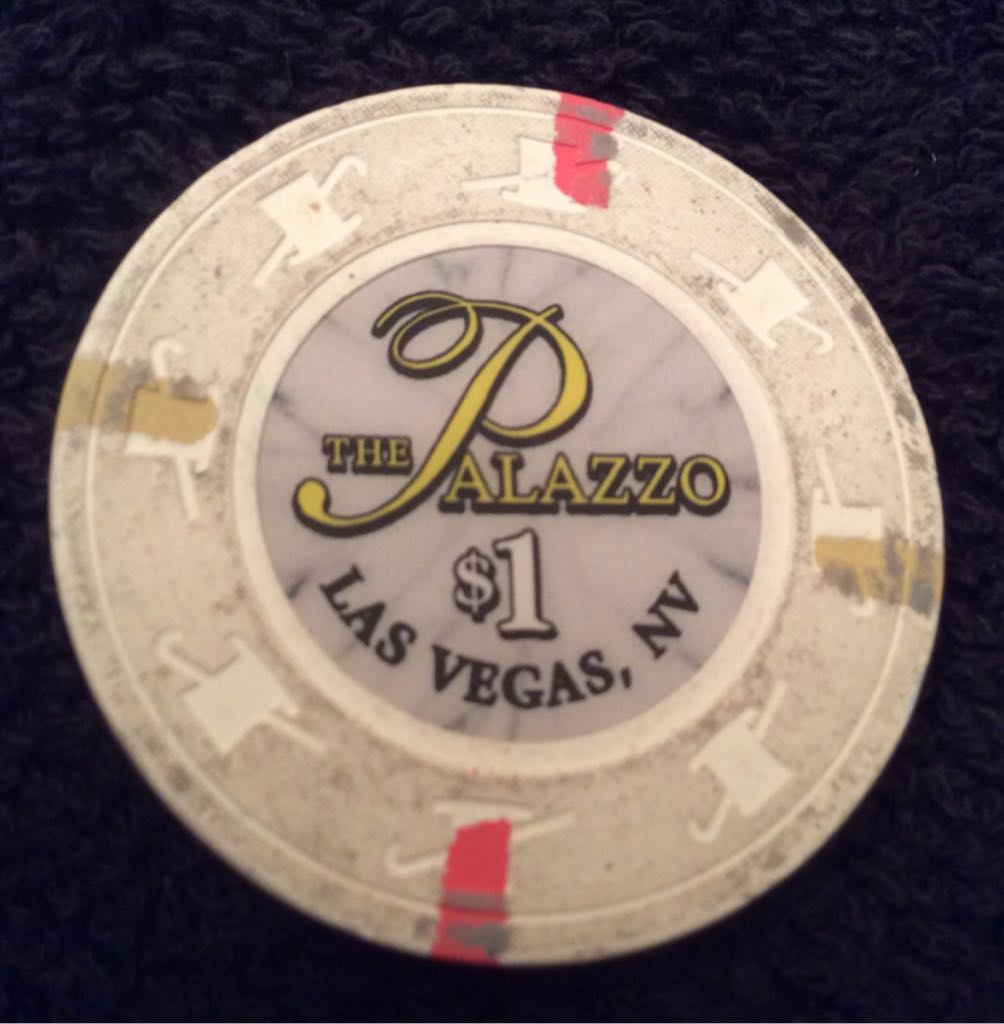 THE PALAZZO
$1
LAS VEGAS, NV